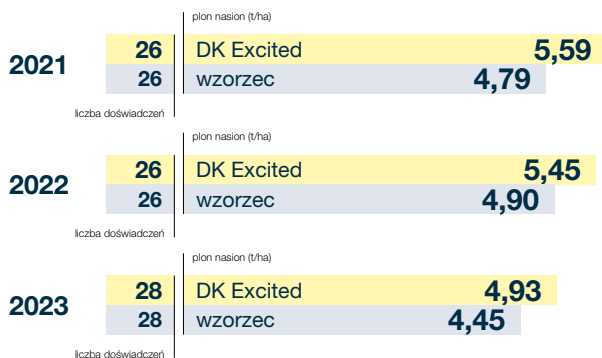 plon nasion (t/ha)
2021
26 DK Excited 5,59
26 wzorzec 4,79
liczba doświadczeń
plon nasion (t/ha)
2022
26 DK Excited 5,45
26 wzorzec 4,90
liczba doświadczeń
plon nasion (t/ha)
2023
28 DK Excited 4,93
28 wzorzec 4,45
liczba doświadczeń